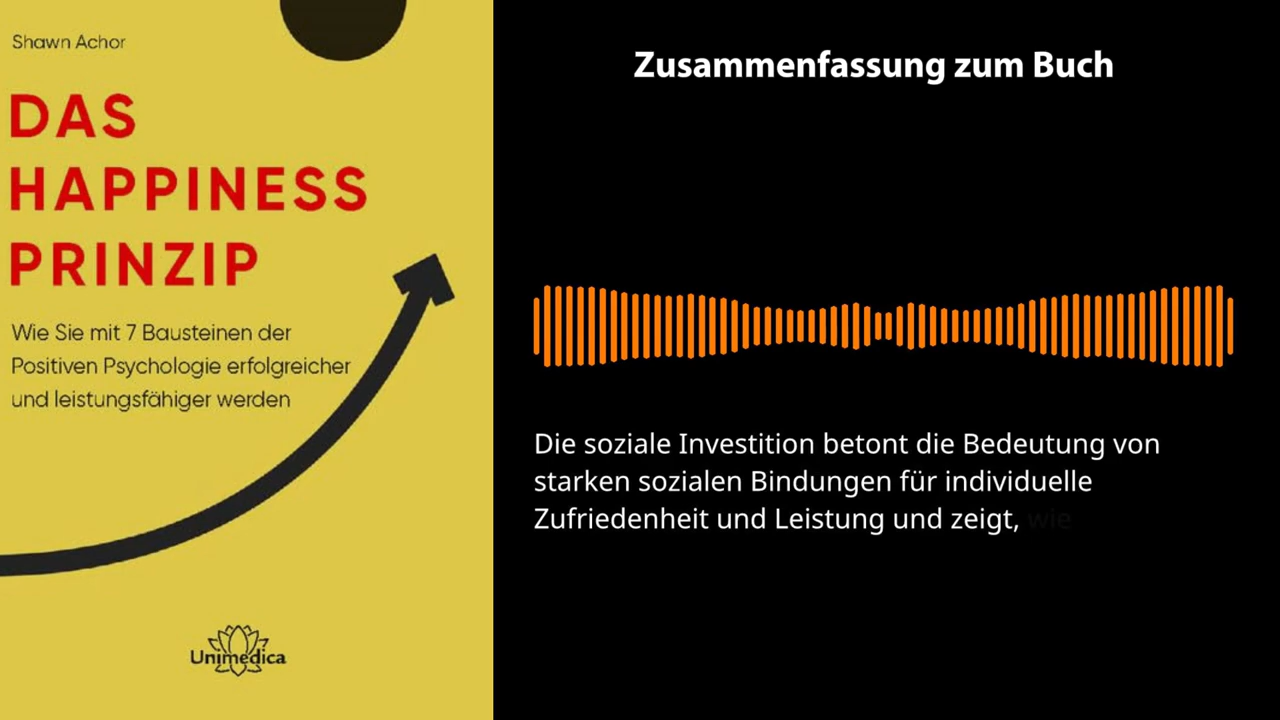 Shawn Achor
DAS
HAPPINESS
PRINZIP
Wie Sie mit 7 Bausteinen der
Positiven Psychologie erfolgreicher
und leistungsfähiger werden
Unimedica
Zusammenfassung zum Buch
Die soziale Investition betont die Bedeutung von
starken sozialen Bindungen für individuelle
Zufriedenheit und Leistung und zeigt, wie